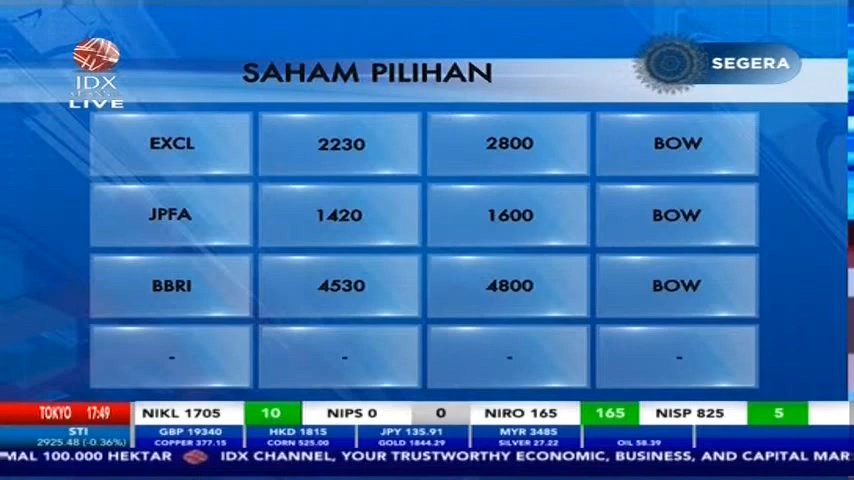 IDX
LIVE
SAHAM PILIHAN
SEGERA
EXCL 2230 2800 BOW
JPFA 1420 1600 BOW
BBRI 4530 4800 BOW
- - - -
TOKYO 17:49 NIKL 1705 10 NIPS 0 0 NIRO 165 165 NISP 825 5
STI GBP 19340 HKD 1815 JPY 135.91 MYR 3485
2925.48 (-0.36%) COPPER 377.15 CORN 525.00 GOLD 1844.29 SILVER 27.22 OIL 58.39
MAL 100.000 HEKTAR IDX CHANNEL, YOUR TRUSTWORTHY ECONOMIC, BUSINESS, AND CAPITAL MAR